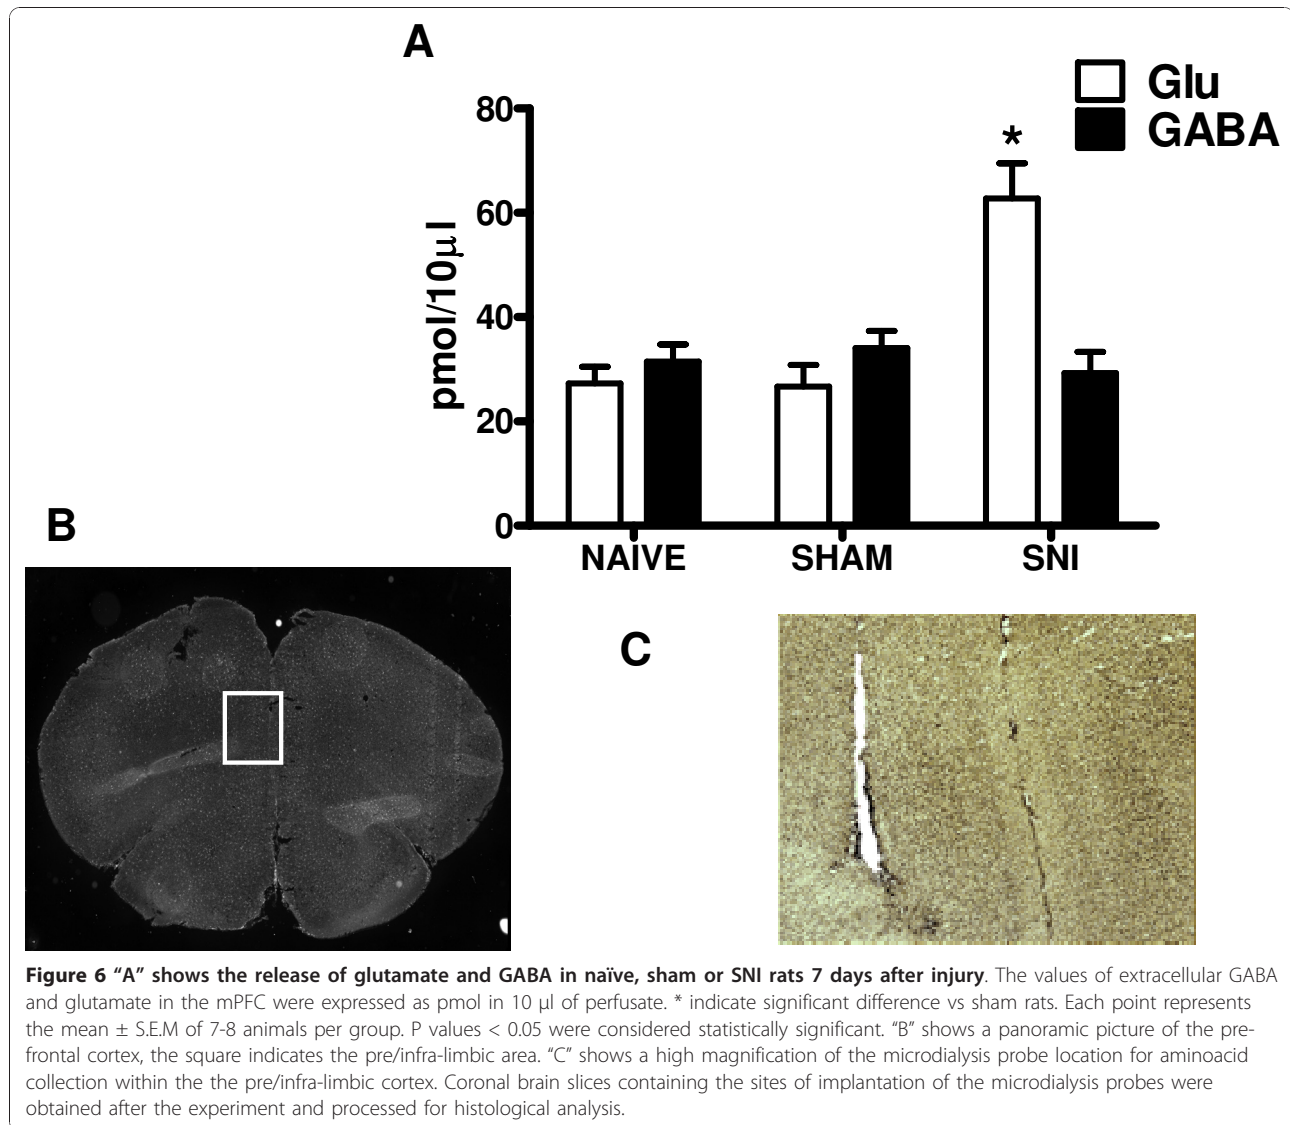 A
Glu
GABA
80
60
40
20
0
pmol/10μl
*
NAÏVE
SHAM
SNI
B
C
Figure 6 “A” shows the release of glutamate and GABA in naïve, sham or SNI rats 7 days after injury. The values of extracellular GABA
and glutamate in the mPFC were expressed as pmol in 10 μl of perfusate. * indicate significant difference vs sham rats. Each point represents
the mean ± S.E.M of 7-8 animals per group. P values < 0.05 were considered statistically significant. “B” shows a panoramic picture of the pre-
frontal cortex, the square indicates the pre/infra-limbic area. “C” shows a high magnification of the microdialysis probe location for aminoacid
collection within the the pre/infra-limbic cortex. Coronal brain slices containing the sites of implantation of the microdialysis probes were
obtained after the experiment and processed for histological analysis.